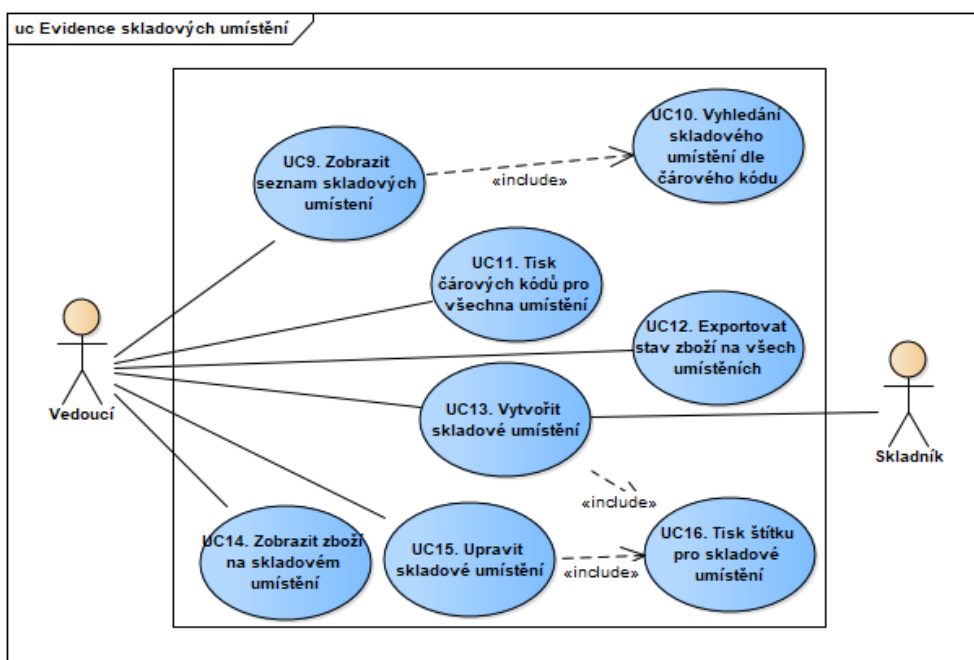 uc Evidence skladových umístění
UC9. Zobrazit
seznam skladových
umístení
UC10. Vyhledání
skladového
umístění dle
čárového kódu
«include»
UC11. Tisk
čárových kódů pro
všechna umístění
UC12. Exportovat
stav zboží na všech
umístěních
UC13. Vytvořit
skladové umístění
Vedoucí
Skladník
«include»
UC14. Zobrazit zboží
na skladovém
umístění
UC15. Upravit
skladové umístění
«include»
UC16. Tisk štítku
pro skladové
umístění